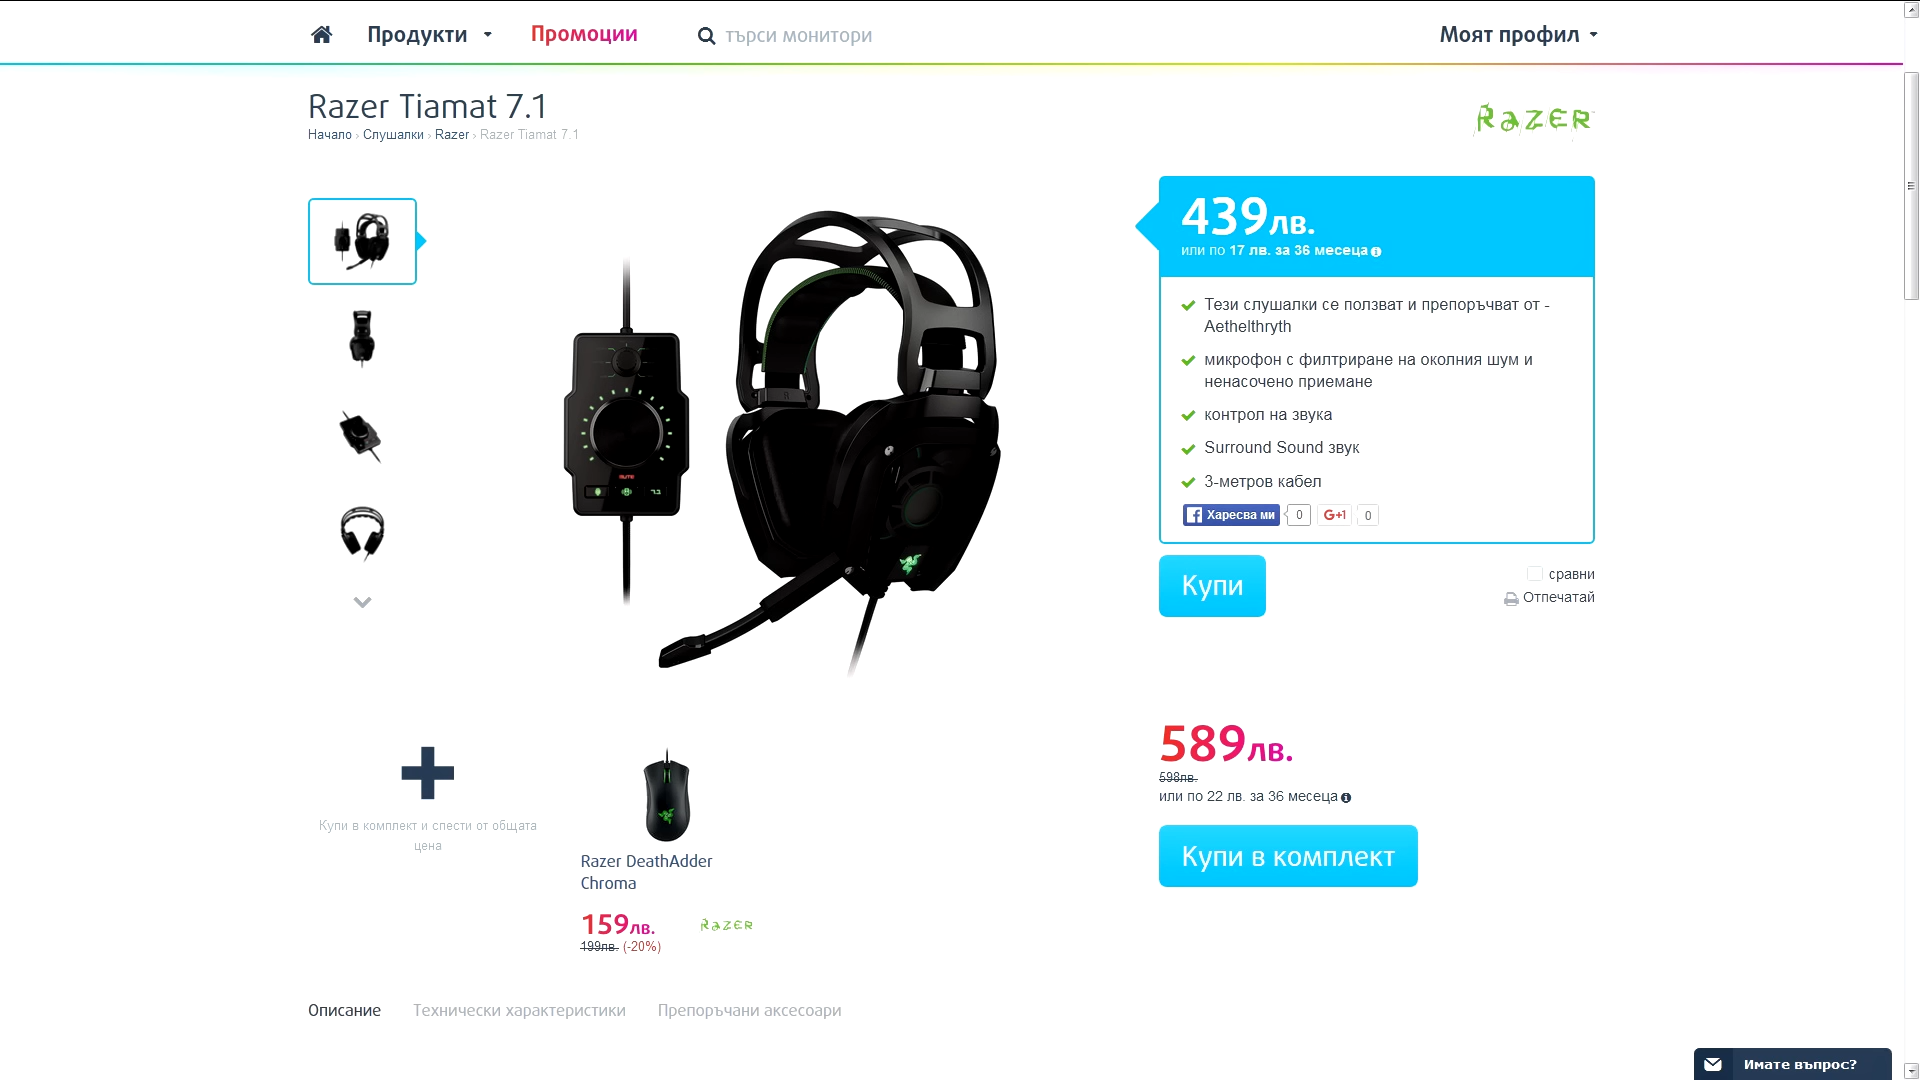 Продукти
Промоции
търси монитори
Моят профил
Razer Tiamat 7.1
Начало › Слушалки › Razer › Razer Tiamat 7.1
RAZER
439лв.
или по 17 лв. за 36 месеца
Тези слушалки се ползват и препоръчват от -
Aethelthryth
микрофон с филтриране на околния шум и
ненасочено приемане
контрол на звука
Surround Sound звук
3-метров кабел
Харесва ми 0 G+1 0
MUTE
7.1
Купи
сравни
Отпечатай
589лв.
598лв.
или по 22 лв. за 36 месеца
Купи в комплект и спести от общата
цена
Купи в комплект
Razer DeathAdder
Chroma
159лв.
RAZER
199лв. (-20%)
Описание
Технически характеристики
Препоръчани аксесоари
Имате въпрос?